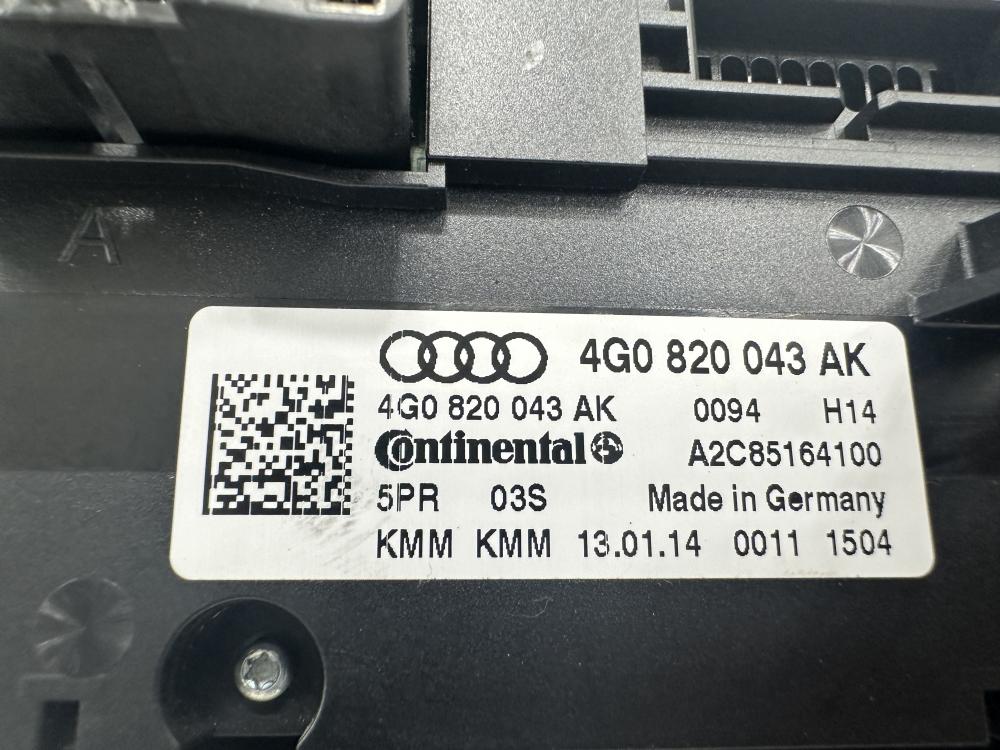 A
4G0 820 043 AK
4G0 820 043 AK 0094 H14
Continental A2C85164100
5PR 03S Made in Germany
KMM KMM 13.01.14 0011 1504